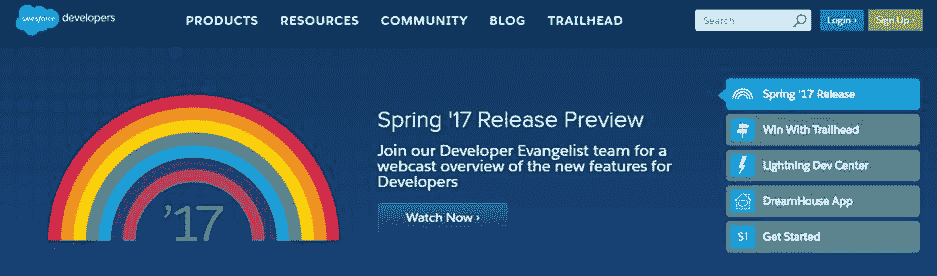 salesforce developers
PRODUCTS RESOURCES COMMUNITY BLOG TRAILHEAD
Search
Login ›
Sign Up ›
Spring '17 Release Preview
Join our Developer Evangelist team for a
webcast overview of the new features for
Developers
Watch Now ›
'17
Spring '17 Release
Win With Trailhead
Lightning Dev Center
DreamHouse App
S1
Get Started